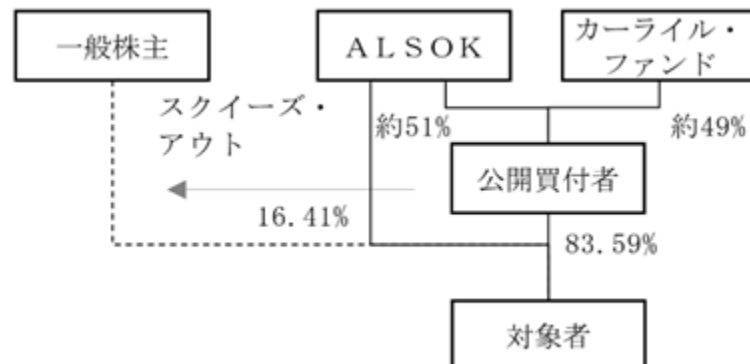 一般株主
ＡＬＳＯＫ
カーライル・
ファンド
スクイーズ・
アウト
約51%
約49%
公開買付者
16.41%
83.59%
対象者